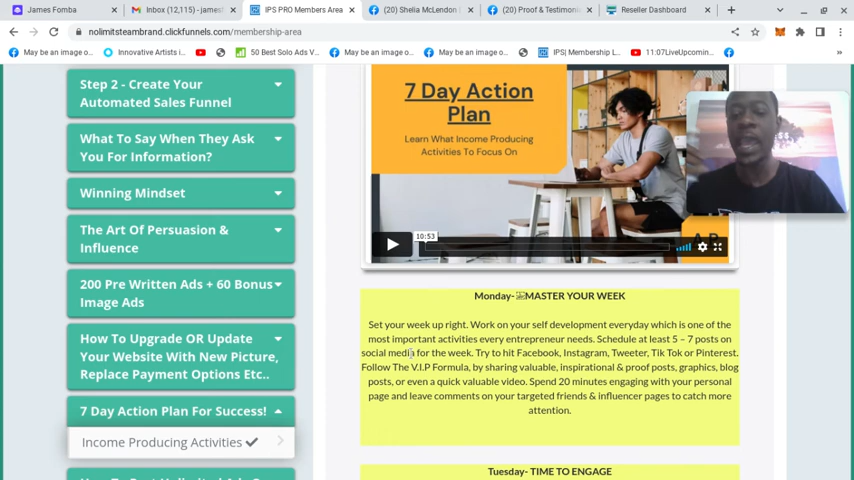 James Fomba
Inbox (12,115) - james
IPS PRO Members Area
(20) Shelia McLendon
(20) Proof & Testimoni
Reseller Dashboard
nolimitsteambrand.clickfunnels.com/membership-area
May be an image o
Innovative Artists i
50 Best Solo Ads V
May be an image o
May be an image o
IPS| Membership L
11:07LiveUpcomin
Step 2 - Create Your
Automated Sales Funnel
What To Say When They Ask
You For Information?
Winning Mindset
The Art Of Persuasion &
Influence
200 Pre Written Ads + 60 Bonus
Image Ads
How To Upgrade OR Update
Your Website With New Picture,
Replace Payment Options Etc..
7 Day Action Plan For Success!
Income Producing Activities
7 Day Action
Plan
Learn What Income Producing
Activities To Focus On
10:53
Monday- MASTER YOUR WEEK
Set your week up right. Work on your self development everyday which is one of the
most important activities every entrepreneur needs. Schedule at least 5 – 7 posts on
social media for the week. Try to hit Facebook, Instagram, Tweeter, Tik Tok or Pinterest.
Follow The V.I.P Formula, by sharing valuable, inspirational & proof posts, graphics, blog
posts, or even a quick valuable video. Spend 20 minutes engaging with your personal
page and leave comments on your targeted friends & influencer pages to catch more
attention.
Tuesday- TIME TO ENGAGE